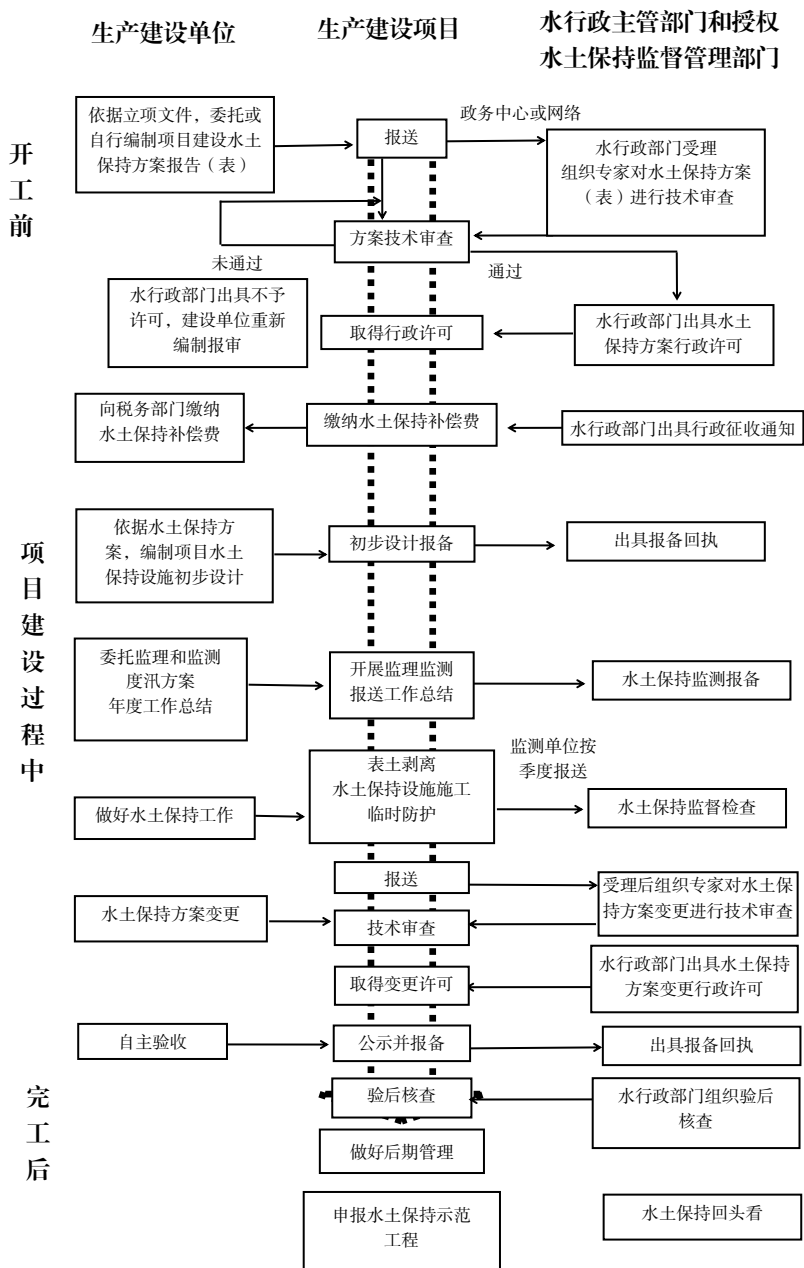 生产建设单位
生产建设项目
水行政主管部门和授权
水土保持监督管理部门
开工前
依据立项文件，委托或
自行编制项目建设水土
保持方案报告（表）
报送
政务中心或网络
水行政部门受理
组织专家对水土保持方案
（表）进行技术审查
方案技术审查
未通过
通过
水行政部门出具不予
许可，建设单位重新
编制报审
取得行政许可
水行政部门出具水土
保持方案行政许可
向税务部门缴纳
水土保持补偿费
缴纳水土保持补偿费
水行政部门出具行政征收通知
项目建设过程中
依据水土保持方
案，编制项目水土
保持设施初步设计
初步设计报备
出具报备回执
委托监理和监测
度汛方案
年度工作总结
开展监理监测
报送工作总结
水土保持监测报备
表土剥离
水土保持设施施工
临时防护
监测单位按
季度报送
做好水土保持工作
水土保持监督检查
报送
受理后组织专家对水土保
持方案变更进行技术审查
水土保持方案变更
技术审查
取得变更许可
水行政部门出具水土保持
方案变更行政许可
完工后
自主验收
公示并报备
出具报备回执
验后核查
水行政部门组织验后
核查
做好后期管理
申报水土保持示范
工程
水土保持回头看